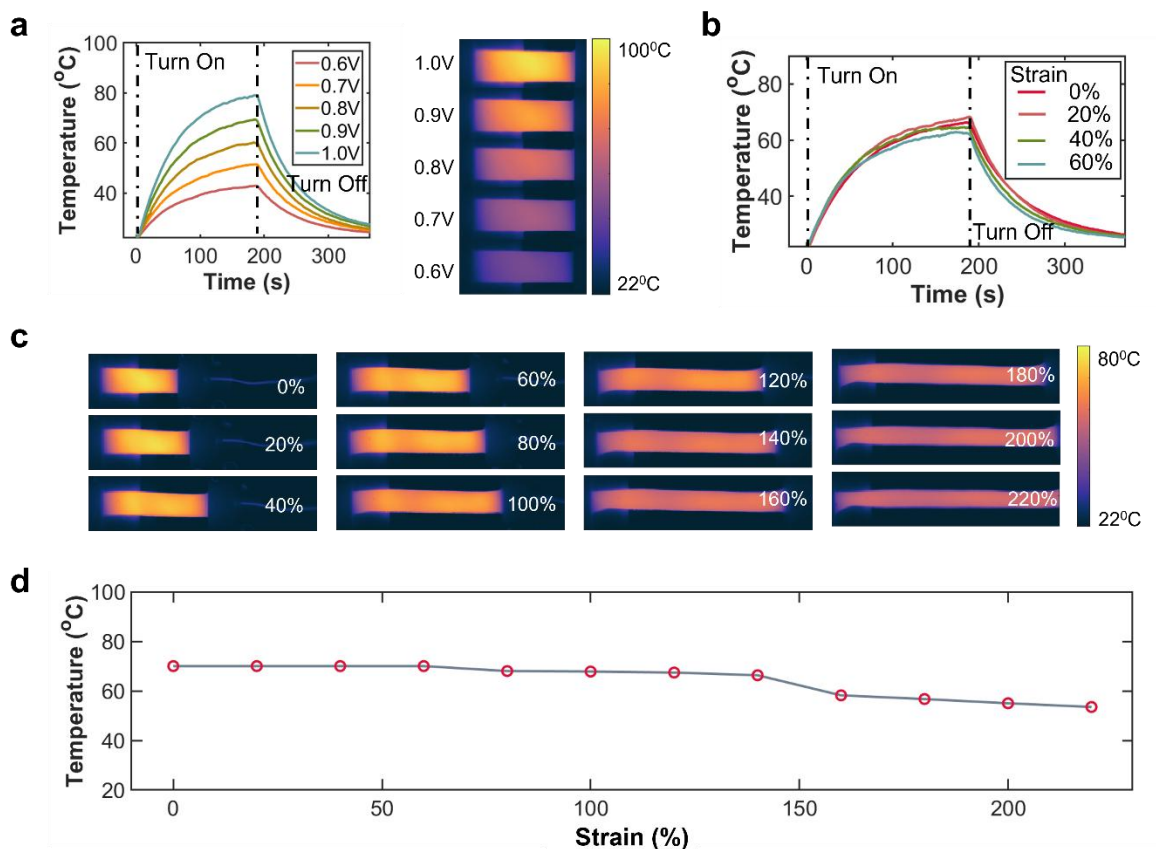 a
Temperature (°C)
100
80
60
40
0
100
200
300
Time (s)
Turn On
Turn Off
0.6V
0.7V
0.8V
0.9V
1.0V
1.0V
0.9V
0.8V
0.7V
0.6V
100⁰C
22⁰C
b
Temperature (°C)
80
60
40
0
100
200
300
Time (s)
Turn On
Turn Off
Strain
0%
20%
40%
60%
c
0%
60%
120%
180%
20%
80%
140%
200%
40%
100%
160%
220%
80⁰C
22⁰C
d
Temperature (°C)
100
80
60
40
20
0
50
100
150
200
Strain (%)